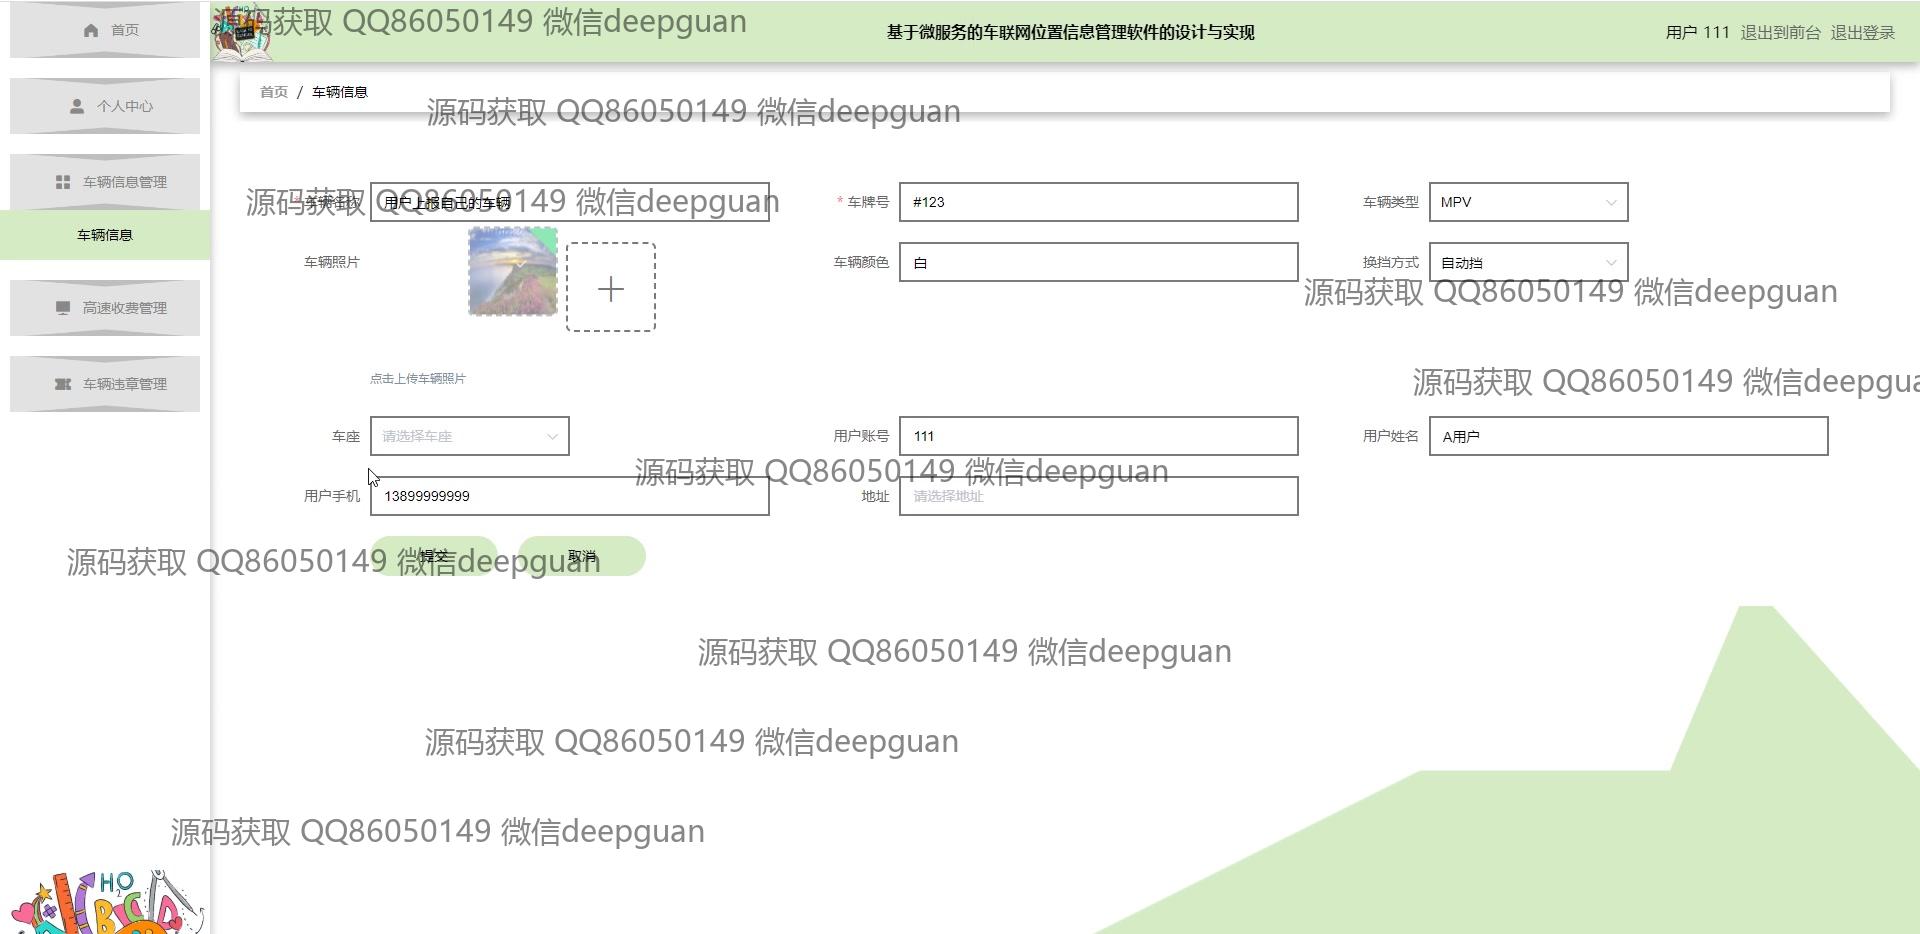 首页
源码获取 QQ86050149 微信deepguan
基于微服务的车联网位置信息管理软件的设计与实现
用户 111 退出到前台 退出登录
首页 / 车辆信息
源码获取 QQ86050149 微信deepguan
个人中心
车辆信息管理
车辆信息
高速收费管理
车辆违章管理
* 车辆名称 用户上报自己的车辆
源码获取 QQ86050149 微信deepguan
* 车牌号 #123
车辆类型 MPV
车辆照片
车辆颜色 白
换挡方式 自动挡
源码获取 QQ86050149 微信deepguan
点击上传车辆照片
源码获取 QQ86050149 微信deepgua
车座 请选择车座
用户账号 111
用户姓名 A用户
源码获取 QQ86050149 微信deepguan
用户手机 13899999999
地址 请选择地址
提交 取消
源码获取 QQ86050149 微信deepguan
源码获取 QQ86050149 微信deepguan
源码获取 QQ86050149 微信deepguan
源码获取 QQ86050149 微信deepguan